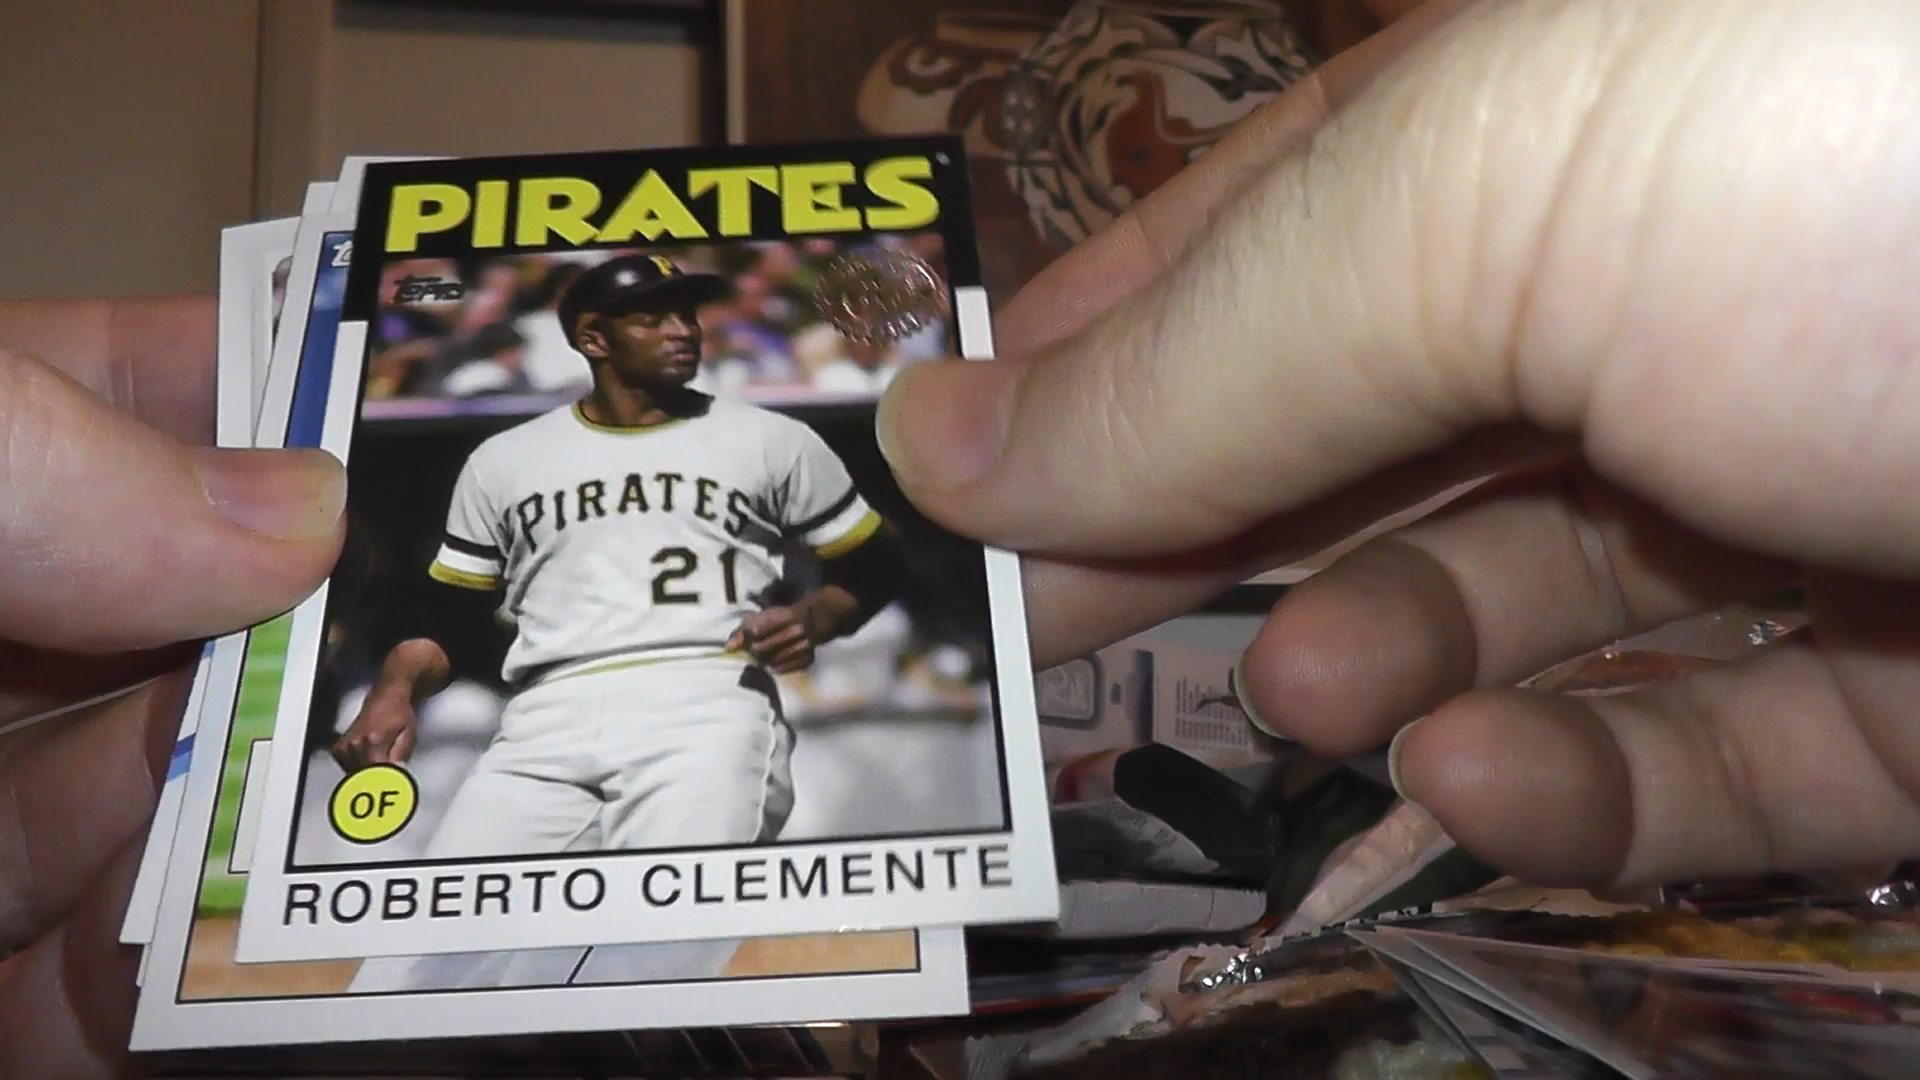 PIRATES
Topps
PIRATES
21
OF
ROBERTO CLEMENTE